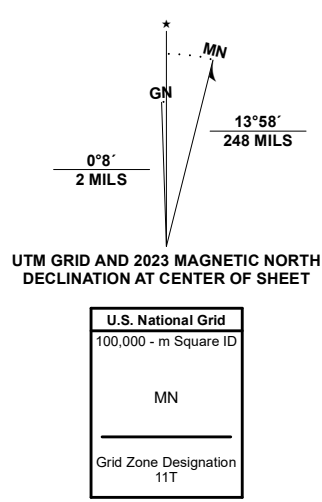 ★
MN
GN
13°58´
248 MILS
0°8´
2 MILS
UTM GRID AND 2023 MAGNETIC NORTH
DECLINATION AT CENTER OF SHEET
U.S. National Grid
100,000 - m Square ID
MN
Grid Zone Designation
11T